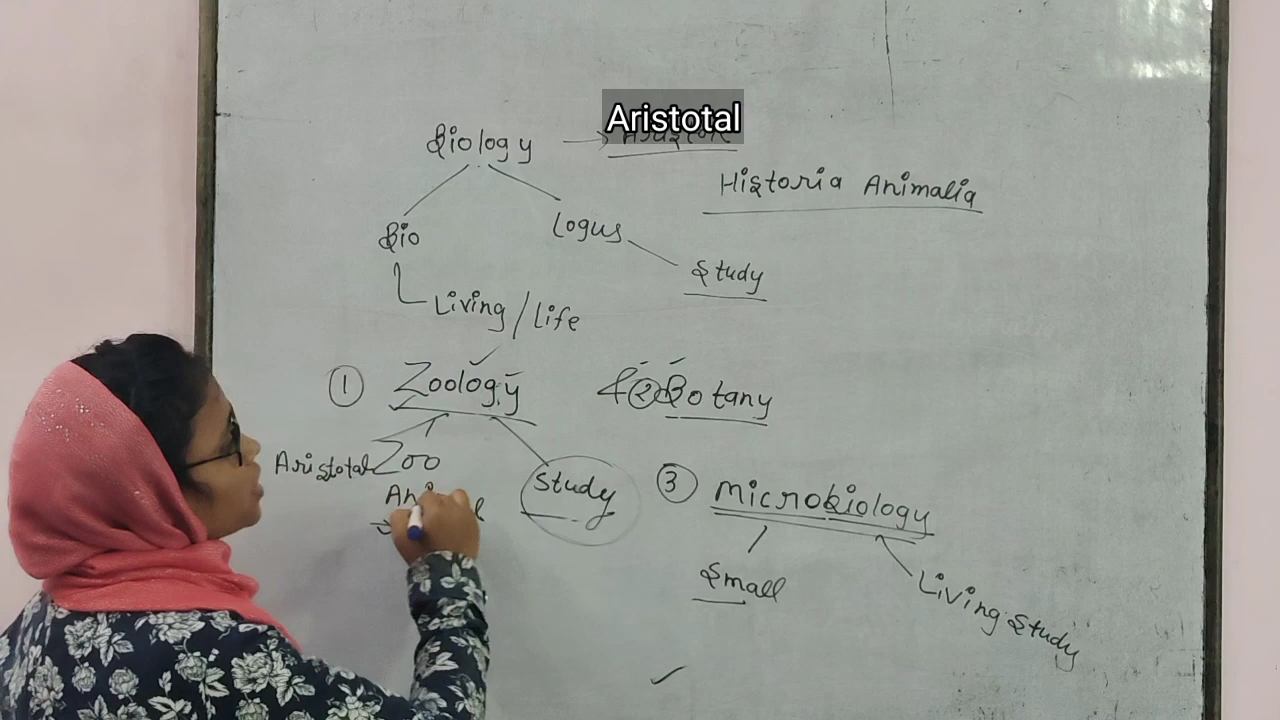 Aristotal
Biology →
Historia Animalia
Bio
Logus
Study
Living / life
① Zoology
② Botany
Aristotal Zoo
Study
③ microbiology
Small
Living study